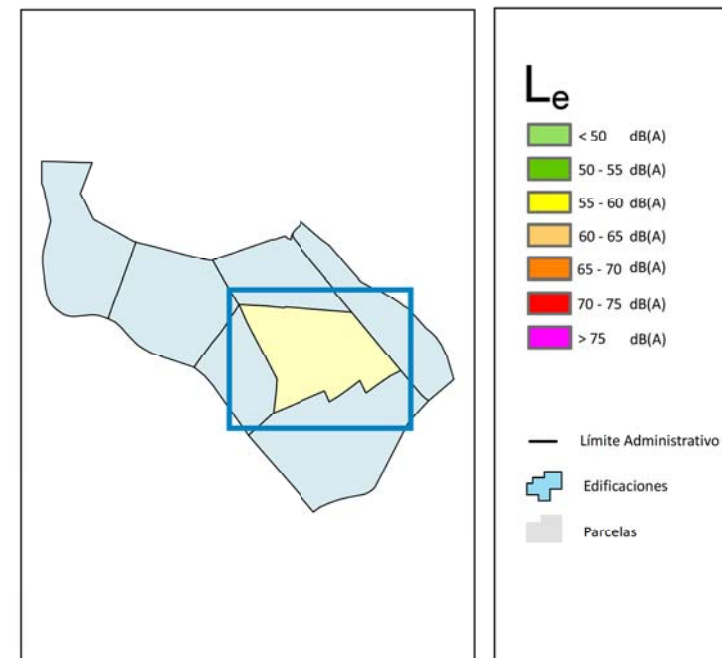 Le
< 50 dB(A)
50 - 55 dB(A)
55 - 60 dB(A)
60 - 65 dB(A)
65 - 70 dB(A)
70 - 75 dB(A)
> 75 dB(A)
Límite Administrativo
Edificaciones
Parcelas